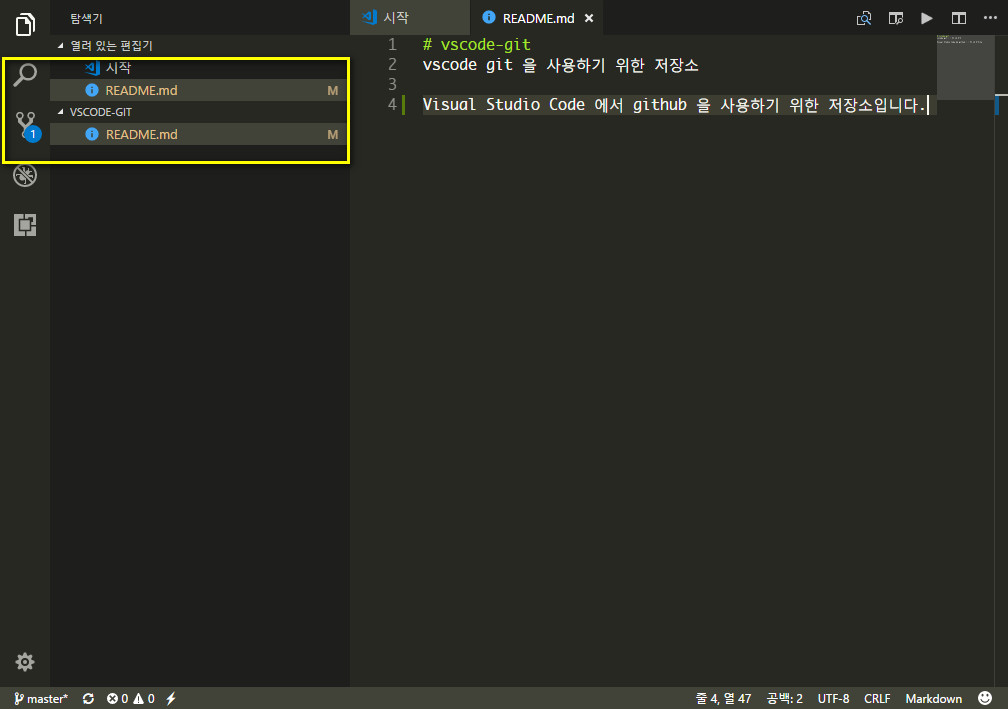 탐색기
시작
README.md
열려 있는 편집기
시작
README.md M
VSCODE-GIT
README.md M
1
1 # vscode-git
2 vscode git 을 사용하기 위한 저장소
3
4 Visual Studio Code 에서 github 을 사용하기 위한 저장소입니다.
master* 0 0 줄 4, 열 47 공백: 2 UTF-8 CRLF Markdown